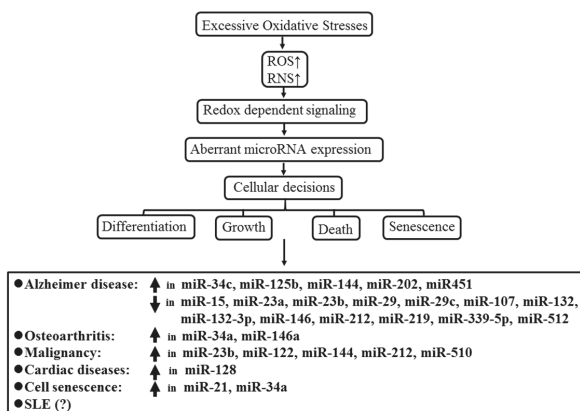 Excessive Oxidative Stresses
ROS↑
RNS↑
Redox dependent signaling
Aberrant microRNA expression
Cellular decisions
Differentiation Growth Death Senescence
●Alzheimer disease: ↑ in miR-34c, miR-125b, miR-144, miR-202, miR451
↓ in miR-15, miR-23a, miR-23b, miR-29, miR-29c, miR-107, miR-132,
miR-132-3p, miR-146, miR-212, miR-219, miR-339-5p, miR-512
●Osteoarthritis: ↑ in miR-34a, miR-146a
●Malignancy: ↑ in miR-23b, miR-122, miR-144, miR-212, miR-510
●Cardiac diseases: ↑ in miR-128
●Cell senescence: ↑ in miR-21, miR-34a
●SLE (?)